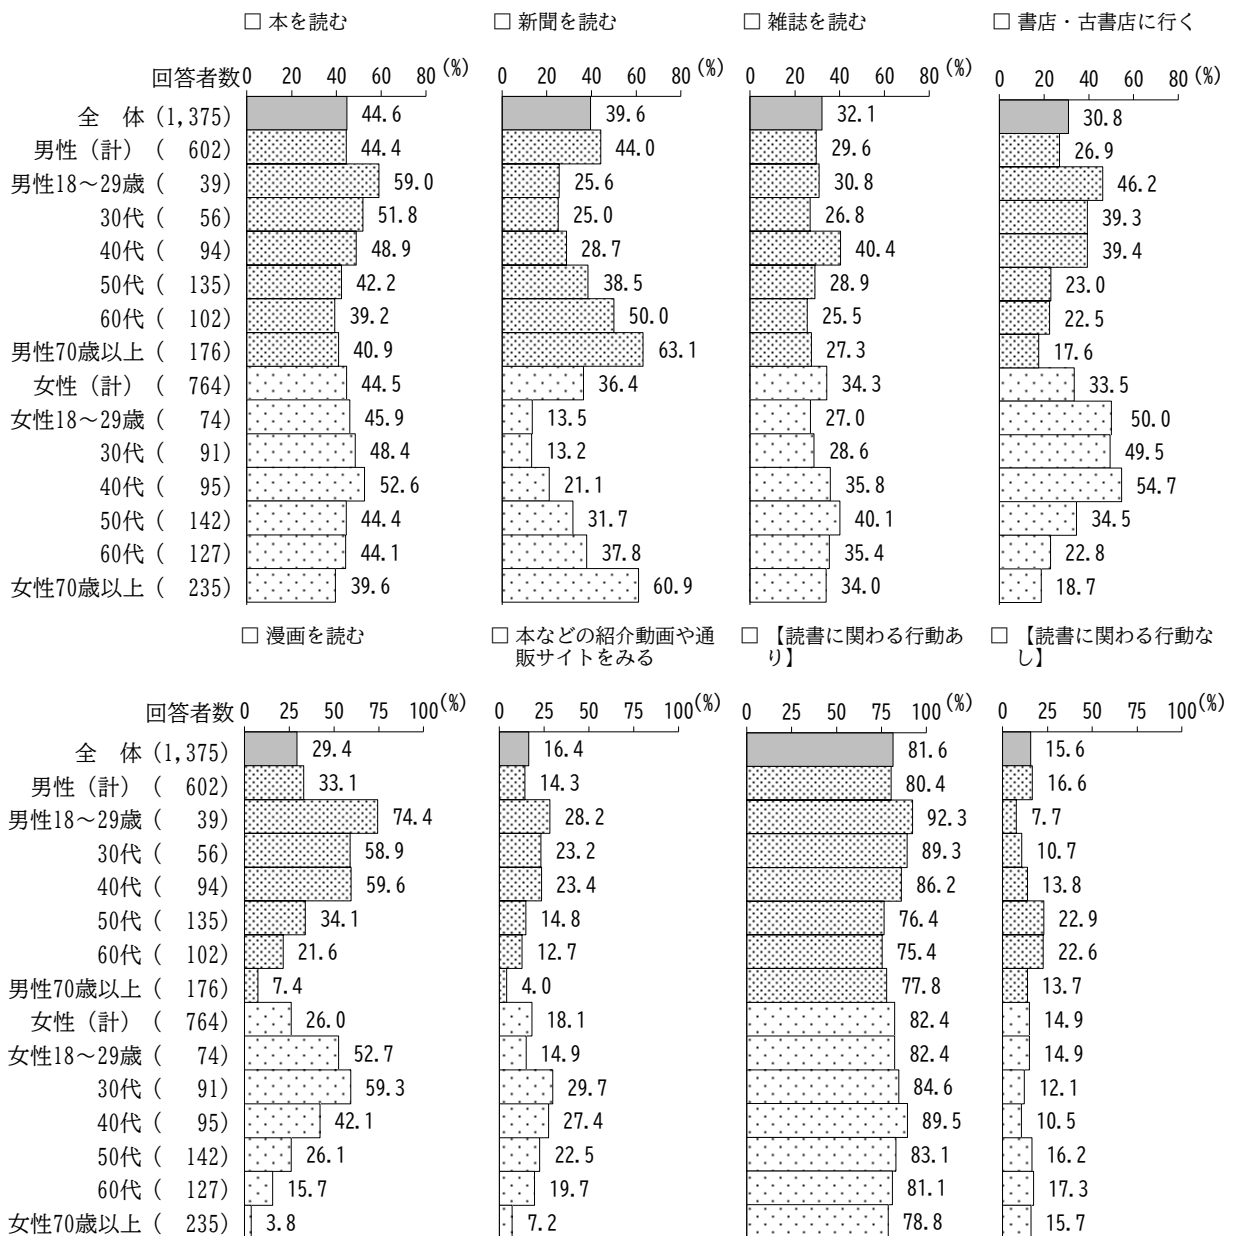 □ 本を読む □ 新聞を読む □ 雑誌を読む □ 書店・古書店に行く
回答者数 0 20 40 60 80 (%) 0 20 40 60 80 (%) 0 20 40 60 80 (%) 0 20 40 60 80 (%)
全 体 (1,375) 44.6 39.6 32.1 30.8
男性（計） ( 602) 44.4 44.0 29.6 26.9
男性18～29歳 ( 39) 59.0 25.6 30.8 46.2
30代 ( 56) 51.8 25.0 26.8 39.3
40代 ( 94) 48.9 28.7 40.4 39.4
50代 ( 135) 42.2 38.5 28.9 23.0
60代 ( 102) 39.2 50.0 25.5 22.5
男性70歳以上 ( 176) 40.9 63.1 27.3 17.6
女性（計） ( 764) 44.5 36.4 34.3 33.5
女性18～29歳 ( 74) 45.9 13.5 27.0 50.0
30代 ( 91) 48.4 13.2 28.6 49.5
40代 ( 95) 52.6 21.1 35.8 54.7
50代 ( 142) 44.4 31.7 40.1 34.5
60代 ( 127) 44.1 37.8 35.4 22.8
女性70歳以上 ( 235) 39.6 60.9 34.0 18.7
□ 漫画を読む □ 本などの紹介動画や通 □ 【読書に関わる行動あ □ 【読書に関わる行動な
販サイトをみる り】 し】
回答者数 0 25 50 75 100 (%) 0 25 50 75 100 (%) 0 25 50 75 100 (%) 0 25 50 75 100 (%)
全 体 (1,375) 29.4 16.4 81.6 15.6
男性（計） ( 602) 33.1 14.3 80.4 16.6
男性18～29歳 ( 39) 74.4 28.2 92.3 7.7
30代 ( 56) 58.9 23.2 89.3 10.7
40代 ( 94) 59.6 23.4 86.2 13.8
50代 ( 135) 34.1 14.8 76.4 22.9
60代 ( 102) 21.6 12.7 75.4 22.6
男性70歳以上 ( 176) 7.4 4.0 77.8 13.7
女性（計） ( 764) 26.0 18.1 82.4 14.9
女性18～29歳 ( 74) 52.7 14.9 82.4 14.9
30代 ( 91) 59.3 29.7 84.6 12.1
40代 ( 95) 42.1 27.4 89.5 10.5
50代 ( 142) 26.1 22.5 83.1 16.2
60代 ( 127) 15.7 19.7 81.1 17.3
女性70歳以上 ( 235) 3.8 7.2 78.8 15.7